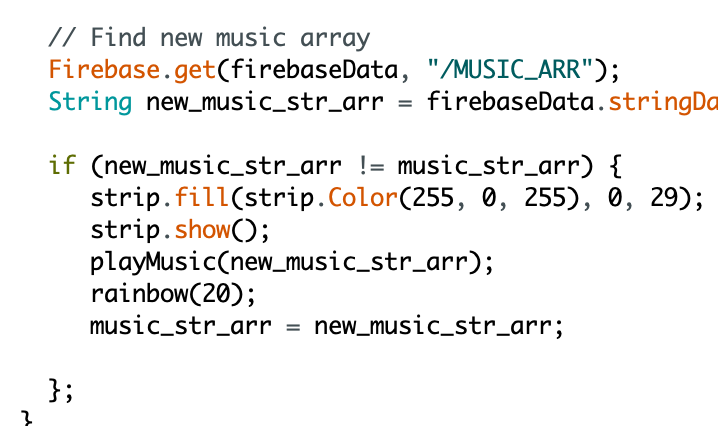 // Find new music array
Firebase.get(firebaseData, "/MUSIC_ARR");
String new_music_str_arr = firebaseData.stringDa
if (new_music_str_arr != music_str_arr) {
strip.fill(strip.Color(255, 0, 255), 0, 29);
strip.show();
playMusic(new_music_str_arr);
rainbow(20);
music_str_arr = new_music_str_arr;
};
}